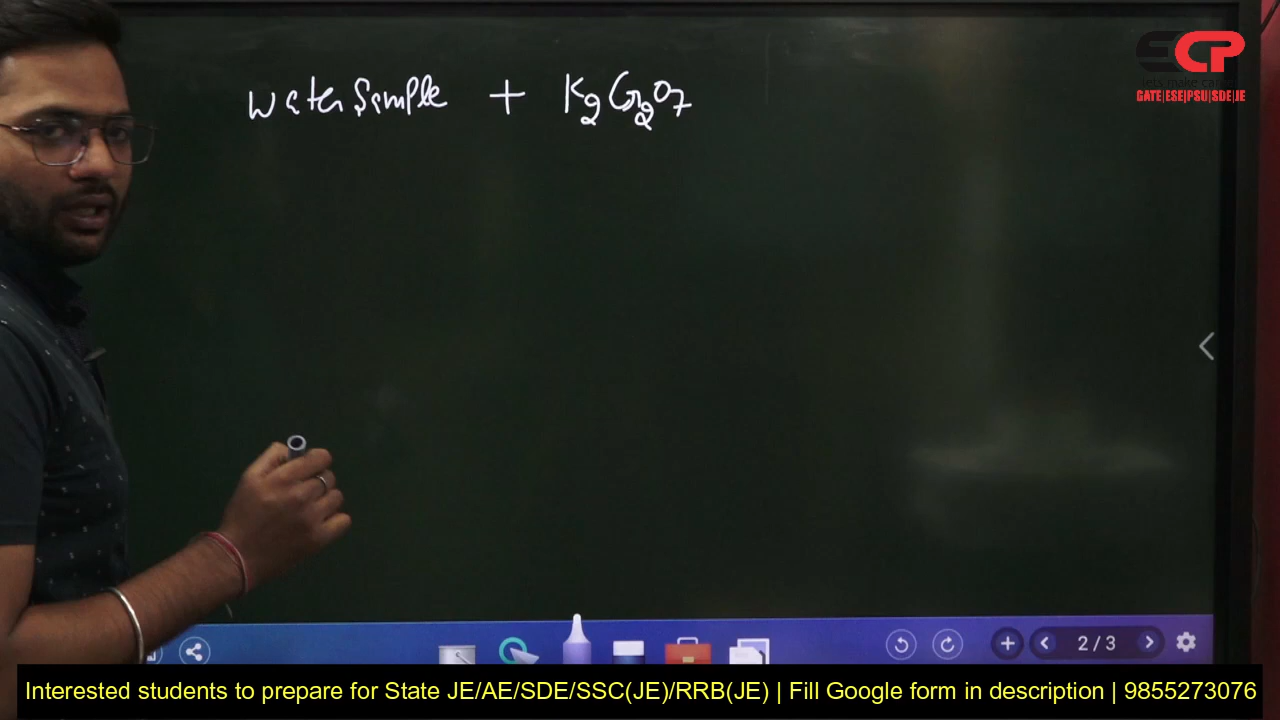 Water Sample + K2Cr2O7
ECP
GATE|ESE|PSU|SDE|JE
2 / 3
Interested students to prepare for State JE/AE/SDE/SSC(JE)/RRB(JE) | Fill Google form in description | 9855273076